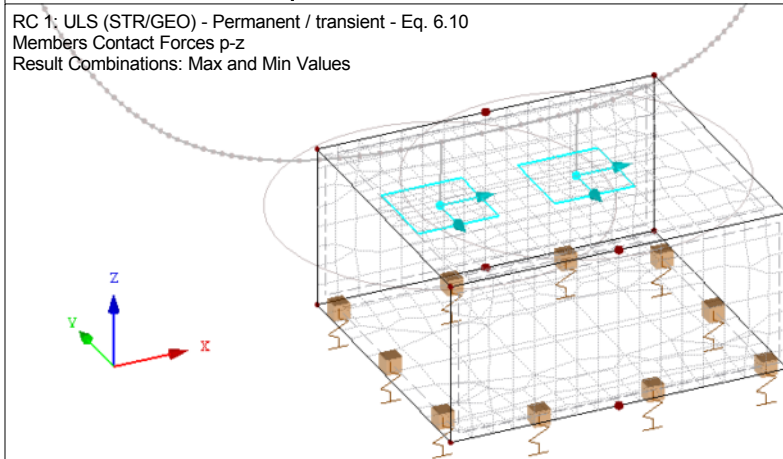 RC 1: ULS (STR/GEO) - Permanent / transient - Eq. 6.10
Members Contact Forces p-z
Result Combinations: Max and Min Values
Z
Y
X